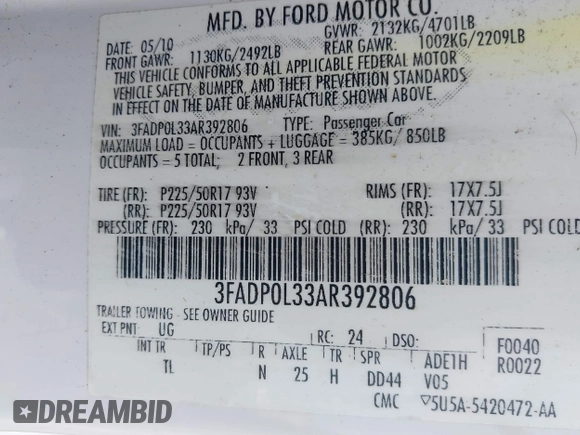 MFD. BY FORD MOTOR CO.
DATE: 05/10
GVWR: 2132KG/4701LB
FRONT GAWR: 1130KG/2492LB
REAR GAWR: 1002KG/2209LB
THIS VEHICLE CONFORMS TO ALL APPLICABLE FEDERAL MOTOR
VEHICLE SAFETY, BUMPER, AND THEFT PREVENTION STANDARDS
IN EFFECT ON THE DATE OF MANUFACTURE SHOWN ABOVE.
VIN: 3FADP0L33AR392806 TYPE: Passenger Car
MAXIMUM LOAD = OCCUPANTS + LUGGAGE = 385KG/ 850LB
OCCUPANTS = 5 TOTAL; 2 FRONT, 3 REAR
TIRE (FR): P225/50R17 93V RIMS (FR): 17X7.5J
(RR): P225/50R17 93V (RR): 17X7.5J
PRESSURE (FR): 230 kPa/ 33 PSI COLD (RR): 230 kPa/ 33 PSI COLD
3FADP0L33AR392806
TRAILER TOWING - SEE OWNER GUIDE
EXT PNT: UG RC: 24 DSO: F0040
INT TR TP/PS R AXLE TR SPR ADE1H R0022
TL N 25 H DD44 V05
CMC ▽5U5A-5420472-AA
DREAMBID